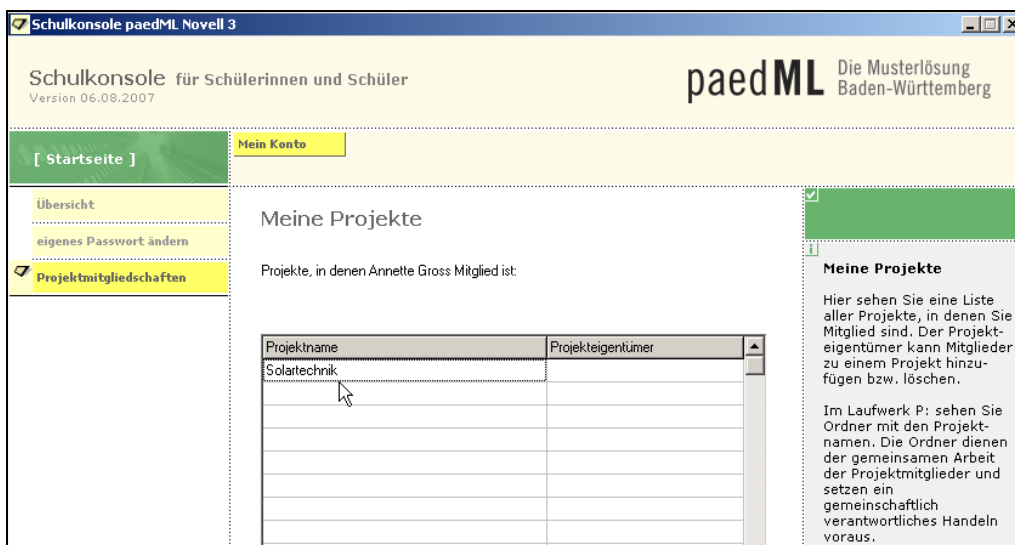 Schulkonsole paedML Novell 3
Schulkonsole für Schülerinnen und Schüler
Version 06.08.2007
paedML Die Musterlösung
Baden-Württemberg
[ Startseite ]
Mein Konto
Übersicht
eigenes Passwort ändern
Projektmitgliedschaften
Meine Projekte
Projekte, in denen Annette Gross Mitglied ist:
Projektname Projekteigentümer
Solartechnik
i
Meine Projekte
Hier sehen Sie eine Liste
aller Projekte, in denen Sie
Mitglied sind. Der Projekt-
eigentümer kann Mitglieder
zu einem Projekt hinzu-
fügen bzw. löschen.
Im Laufwerk P: sehen Sie
Ordner mit den Projekt-
namen. Die Ordner dienen
der gemeinsamen Arbeit
der Projektmitglieder und
setzen ein
gemeinschaftlich
verantwortliches Handeln
voraus.